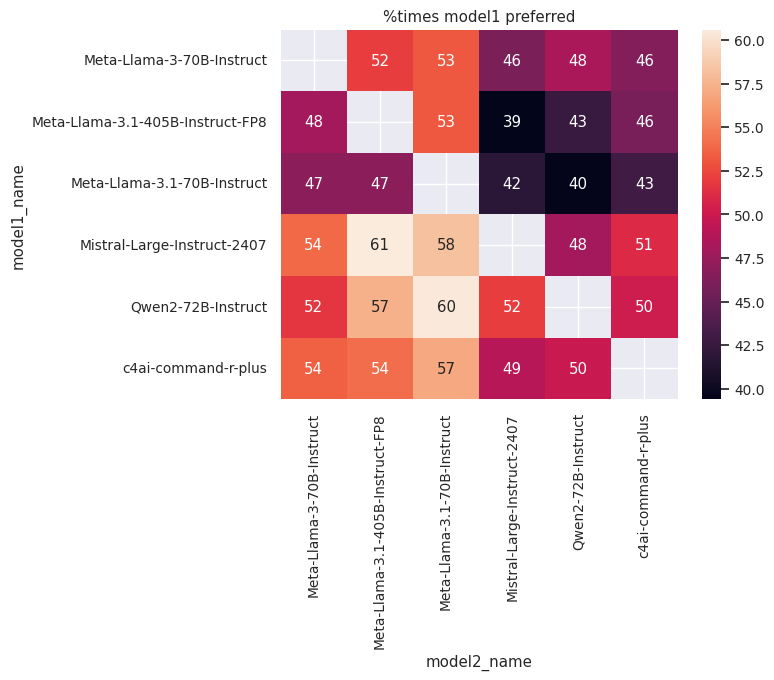 %times model1 preferred
Meta-Llama-3-70B-Instruct 52 53 46 48 46
Meta-Llama-3.1-405B-Instruct-FP8 48 53 39 43 46
Meta-Llama-3.1-70B-Instruct 47 47 42 40 43
Mistral-Large-Instruct-2407 54 61 58 48 51
Qwen2-72B-Instruct 52 57 60 52 50
c4ai-command-r-plus 54 54 57 49 50
model1_name
Meta-Llama-3-70B-Instruct
Meta-Llama-3.1-405B-Instruct-FP8
Meta-Llama-3.1-70B-Instruct
Mistral-Large-Instruct-2407
Qwen2-72B-Instruct
c4ai-command-r-plus
model2_name
60.0
57.5
55.0
52.5
50.0
47.5
45.0
42.5
40.0